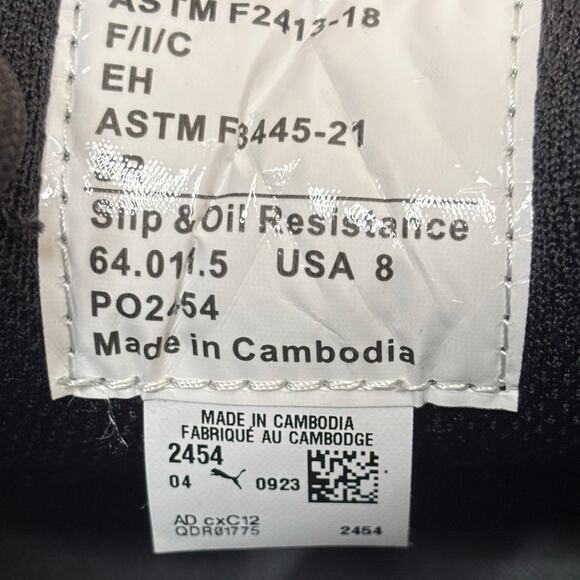 ASTM F2413-18
F/I/C
EH
ASTM F3445-21
SR
Slip & Oil Resistance
64.011.5 USA 8
PO2454
Made in Cambodia
MADE IN CAMBODIA
FABRIQUÉ AU CAMBODGE
2454
04 0923
AD cxC12
QDR01775 2454